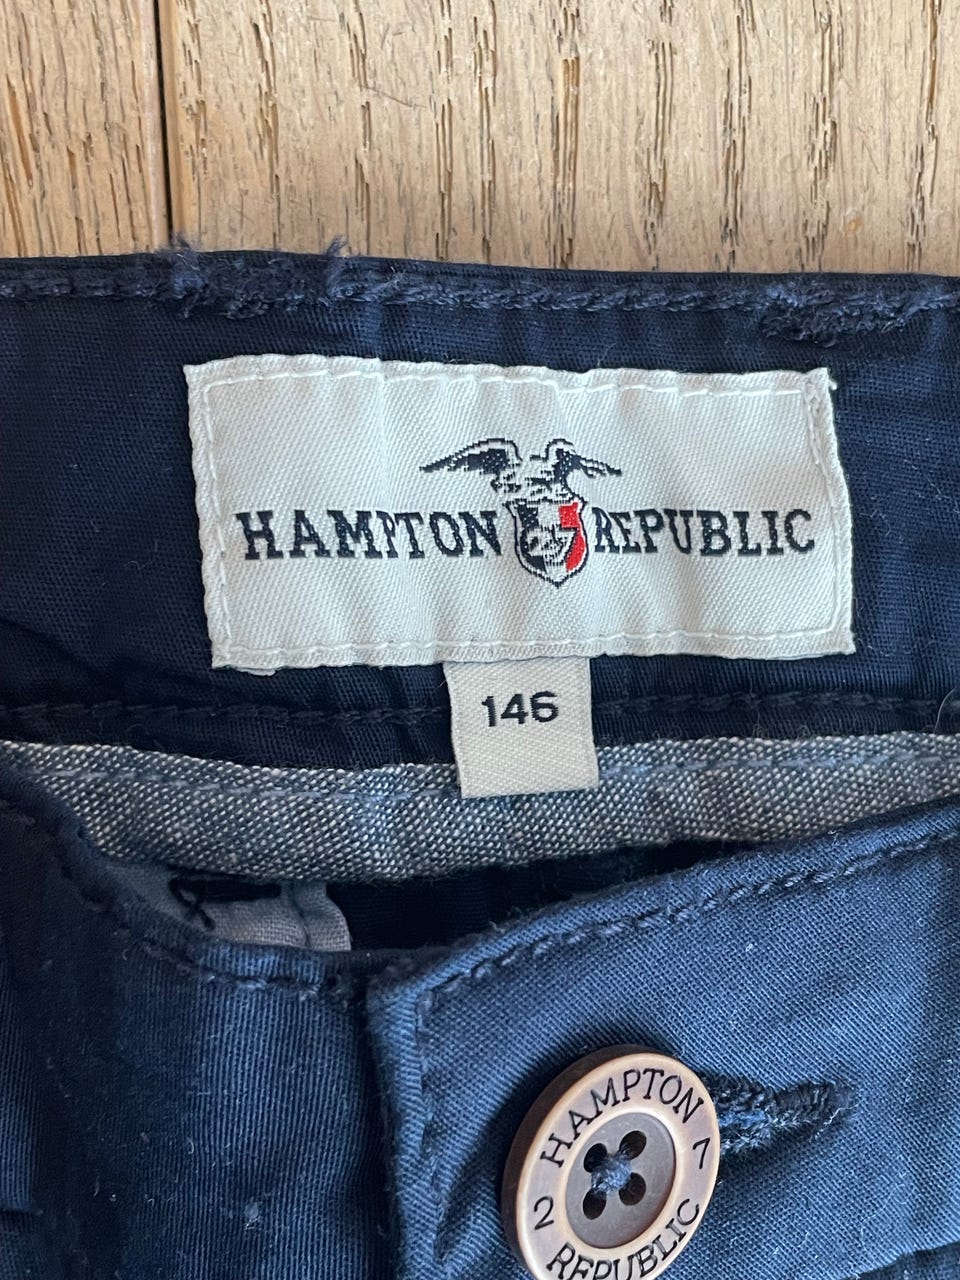 HAMPTON REPUBLIC
146
HAMPTON
2 7
REPUBLIC